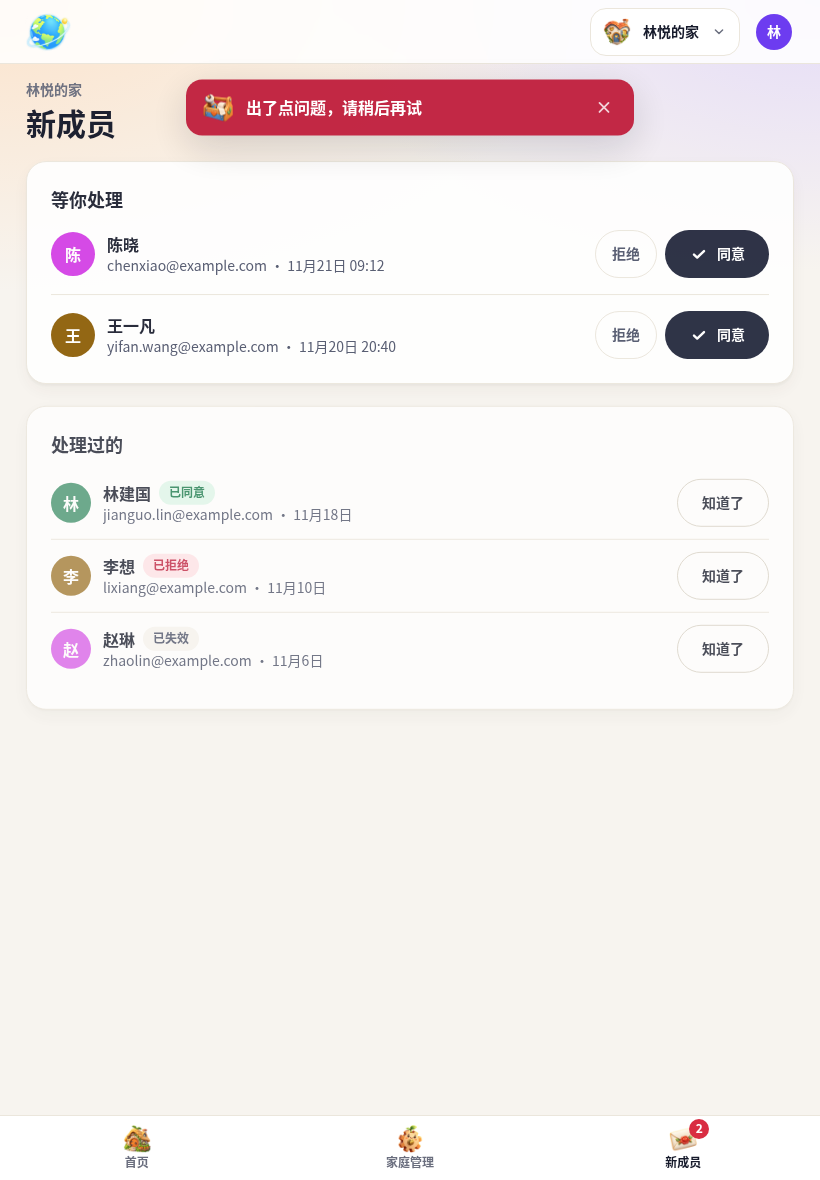 林悦的家
林
林悦的家
新成员
出了点问题，请稍后再试
等你处理
陈
陈晓
chenxiao@example.com · 11月21日 09:12
拒绝
同意
王
王一凡
yifan.wang@example.com · 11月20日 20:40
拒绝
同意
处理过的
林
林建国 已同意
jianguo.lin@example.com · 11月18日
知道了
李
李想 已拒绝
lixiang@example.com · 11月10日
知道了
赵
赵琳 已失效
zhaolin@example.com · 11月6日
知道了
首页
家庭管理
2
新成员